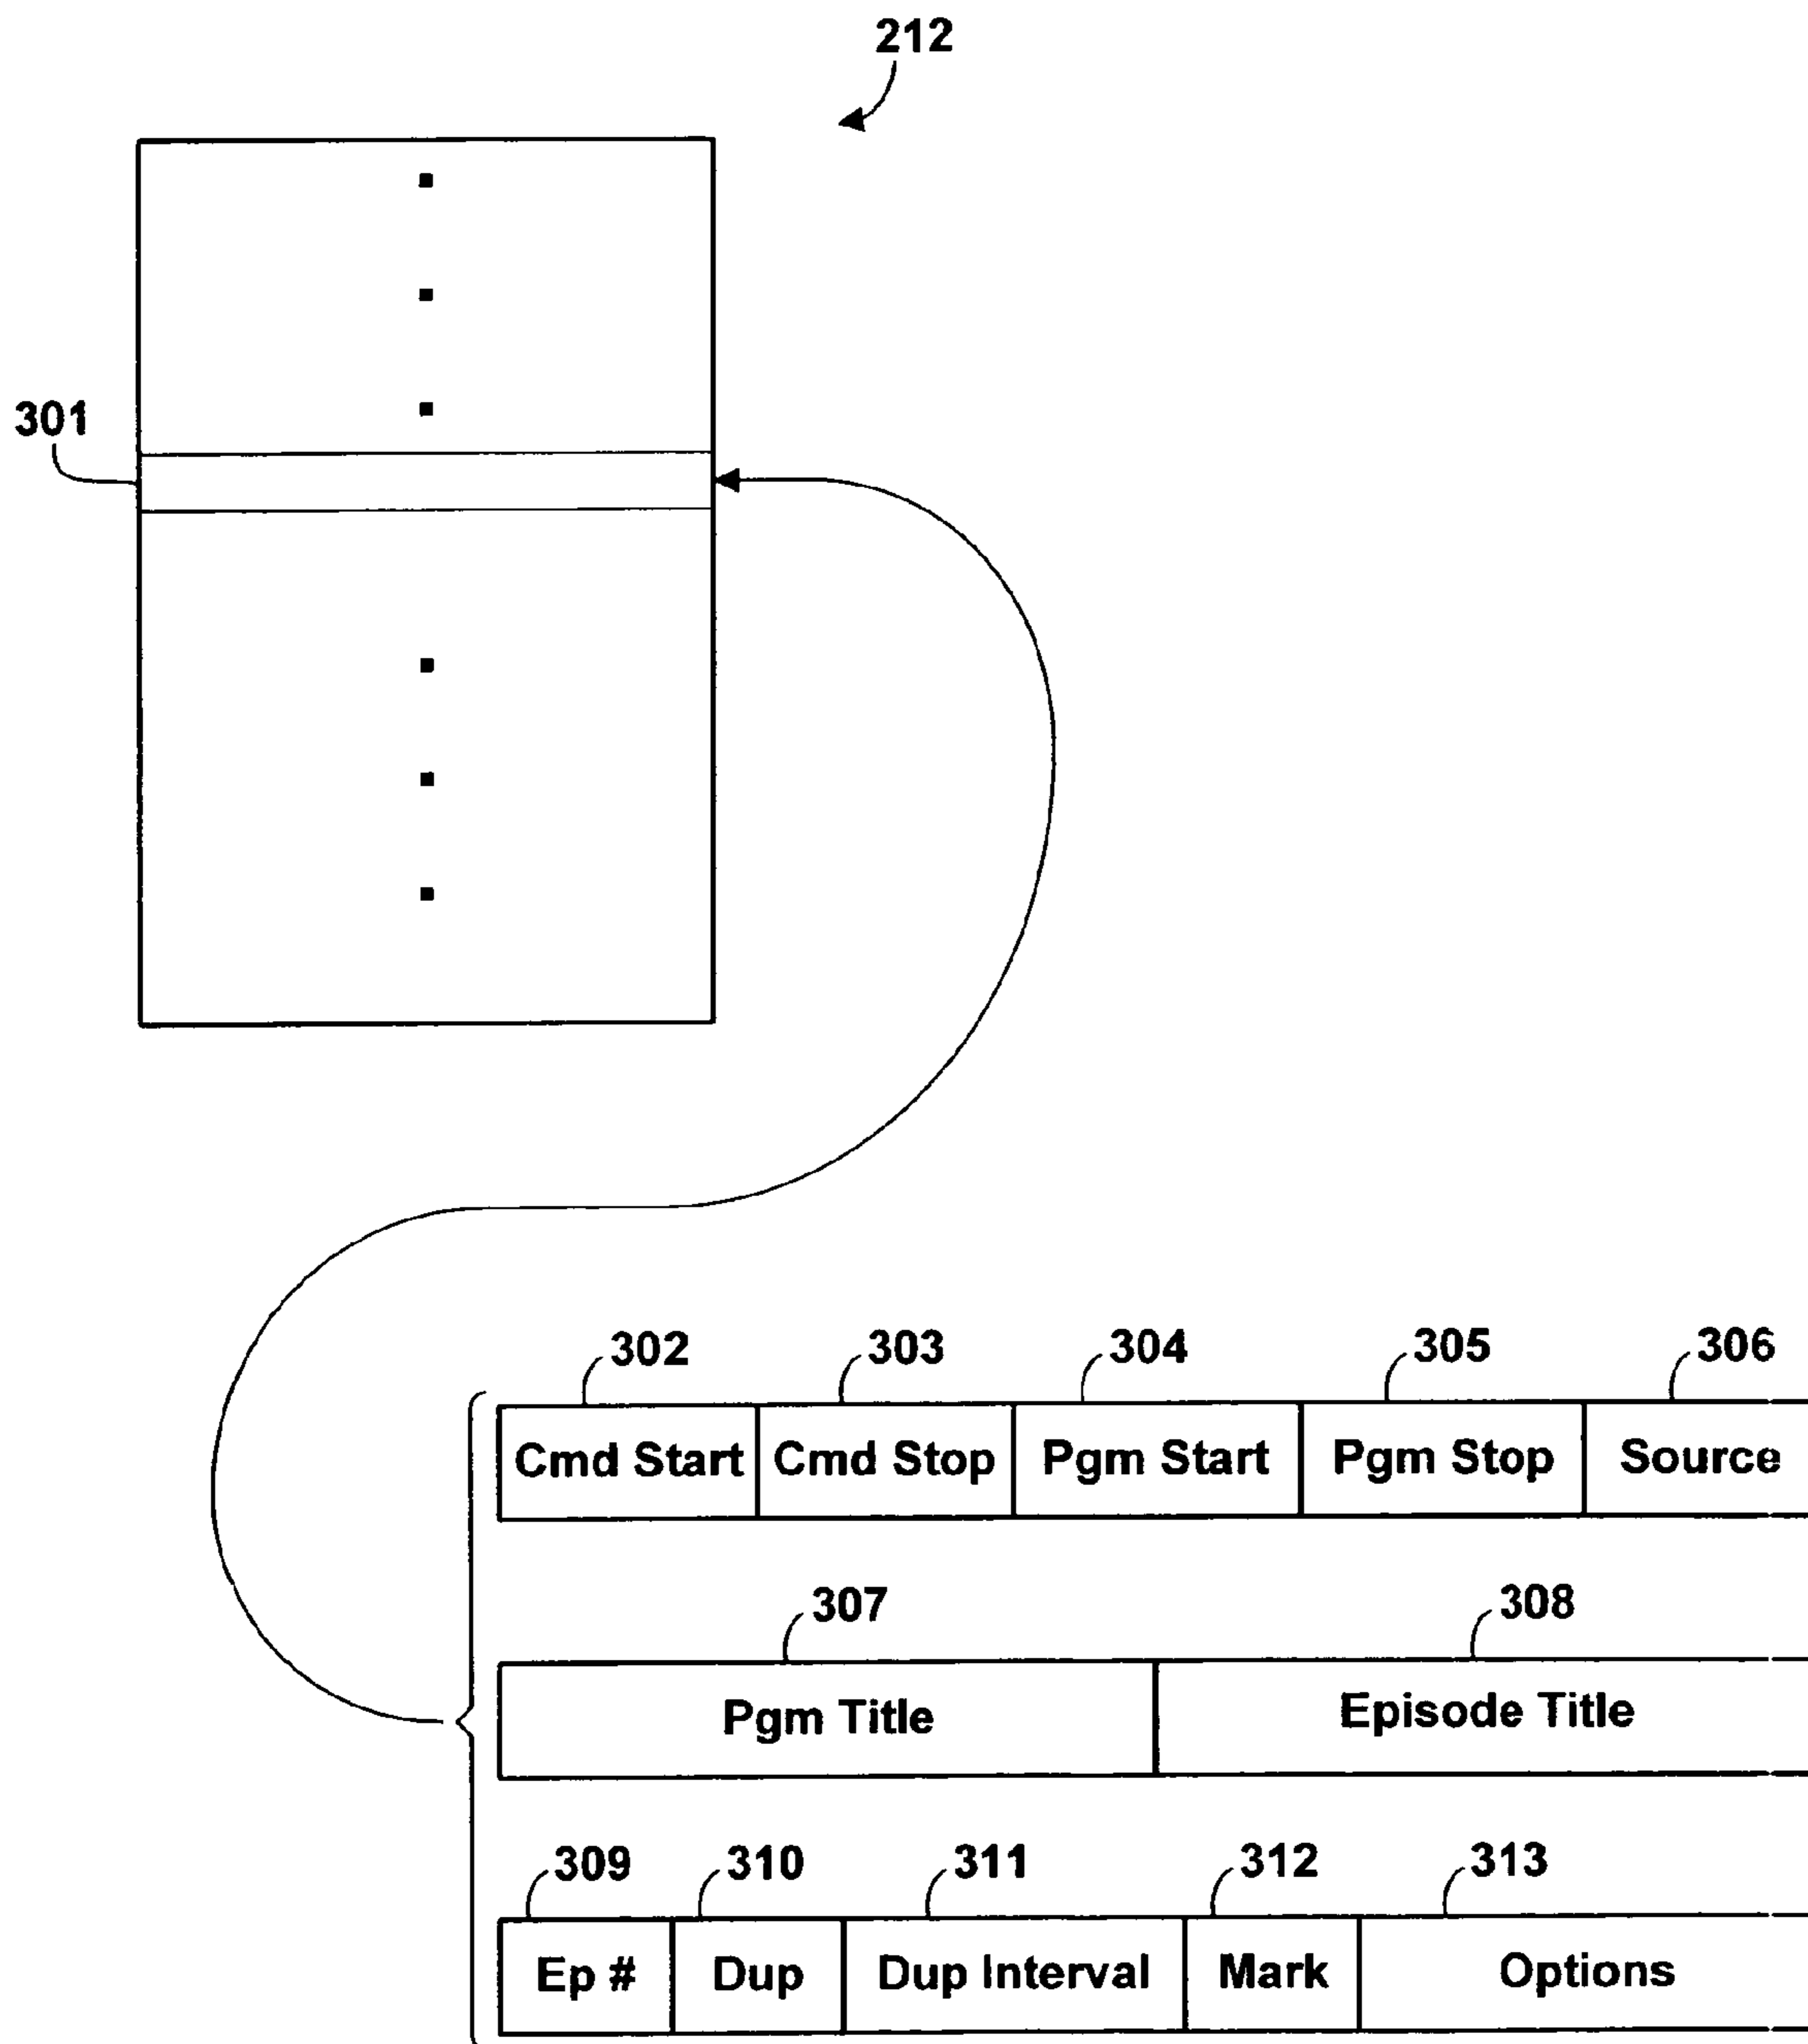 212
301
302 303 304 305 306
Cmd Start Cmd Stop Pgm Start Pgm Stop Source
307 308
Pgm Title Episode Title
309 310 311 312 313
Ep # Dup Dup Interval Mark Options